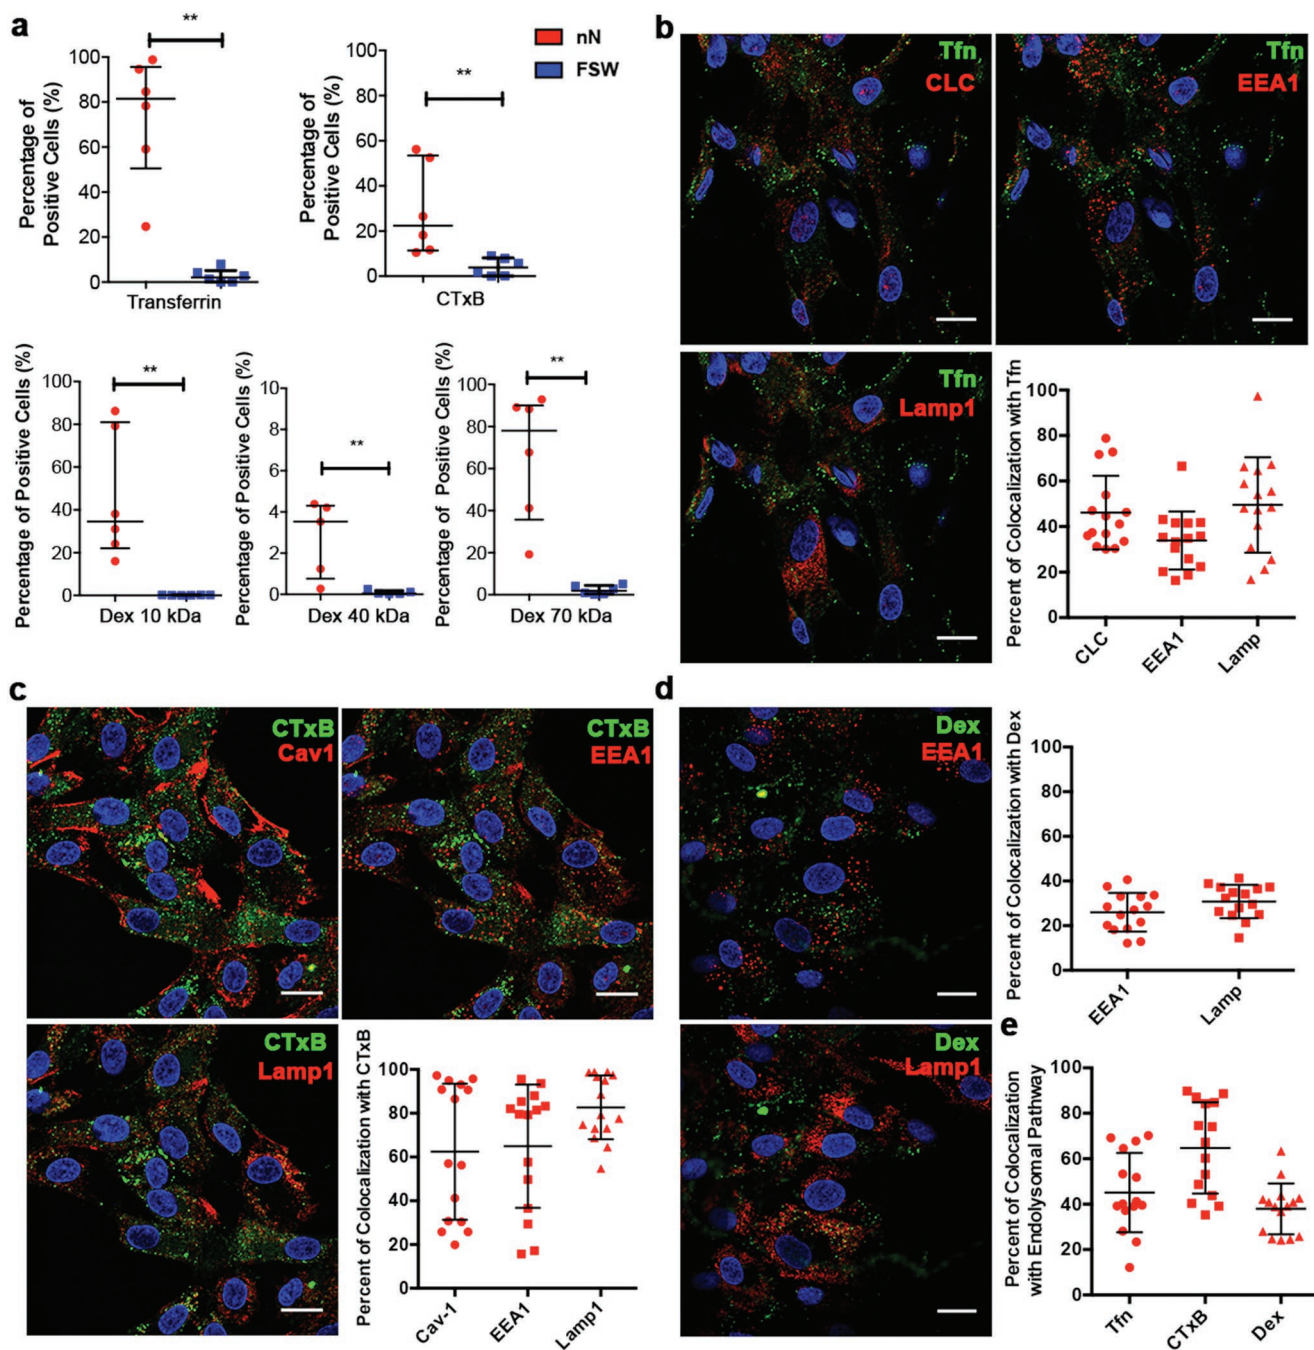 a
nN
FSW
**
Percentage of
Positive Cells (%)
100
80
60
40
20
0
Transferrin
**
Percentage of
Positive Cells (%)
100
80
60
40
20
0
CTxB
**
Percentage of Positive Cells (%)
100
80
60
40
20
0
Dex 10 kDa
**
Percentage of Positive Cells (%)
10
8
6
4
2
0
Dex 40 kDa
**
Percentage of Positive Cells (%)
100
80
60
40
20
0
Dex 70 kDa
b
Tfn
CLC
Tfn
EEA1
Tfn
Lamp1
Percent of Colocalization with Tfn
100
80
60
40
20
0
CLC
EEA1
Lamp
c
CTxB
Cav1
CTxB
EEA1
CTxB
Lamp1
Percent of Colocalization with CTxB
100
80
60
40
20
0
Cav-1
EEA1
Lamp1
d
Dex
EEA1
Dex
Lamp1
Percent of Colocalization with Dex
100
80
60
40
20
0
EEA1
Lamp
e
Percent of Colocalization
with Endolysomal Pathway
100
80
60
40
20
0
Tfn
CTxB
Dex